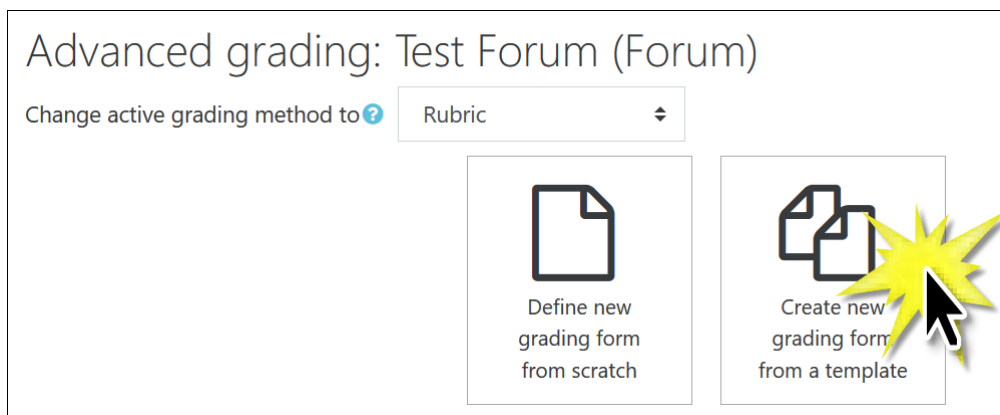 Advanced grading: Test Forum (Forum)
Change active grading method to ?
Rubric
Define new
grading form
from scratch
Create new
grading form
from a template